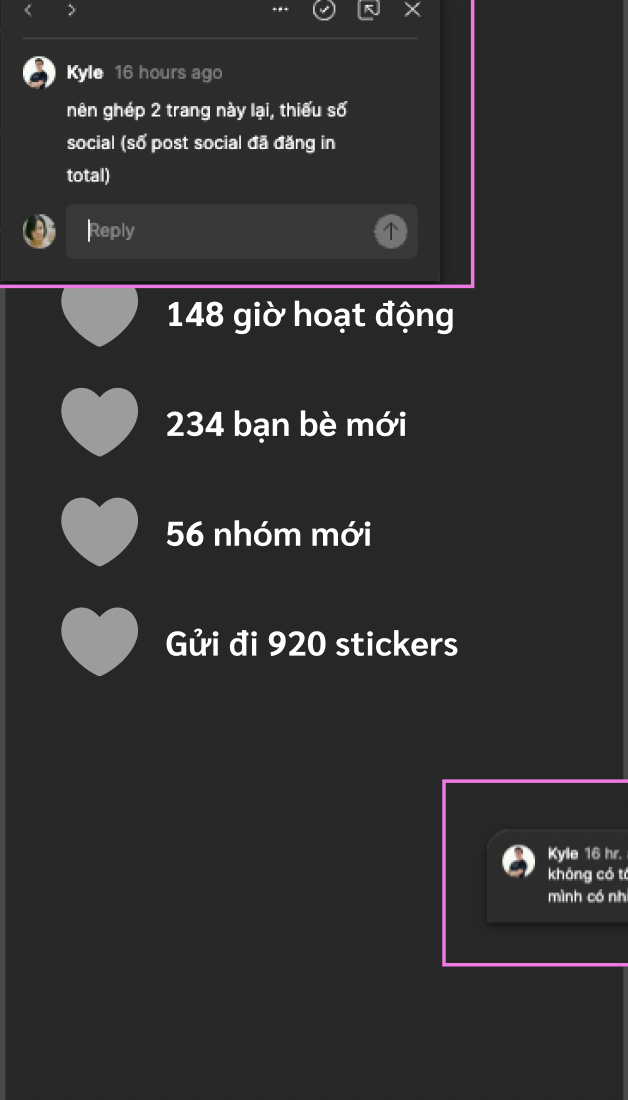 Kyle 16 hours ago
nên ghép 2 trang này lại, thiếu số
social (số post social đã đăng in
total)
Reply
148 giờ hoạt động
234 bạn bè mới
56 nhóm mới
Gửi đi 920 stickers
Kyle 16 hr.
không có
mình có